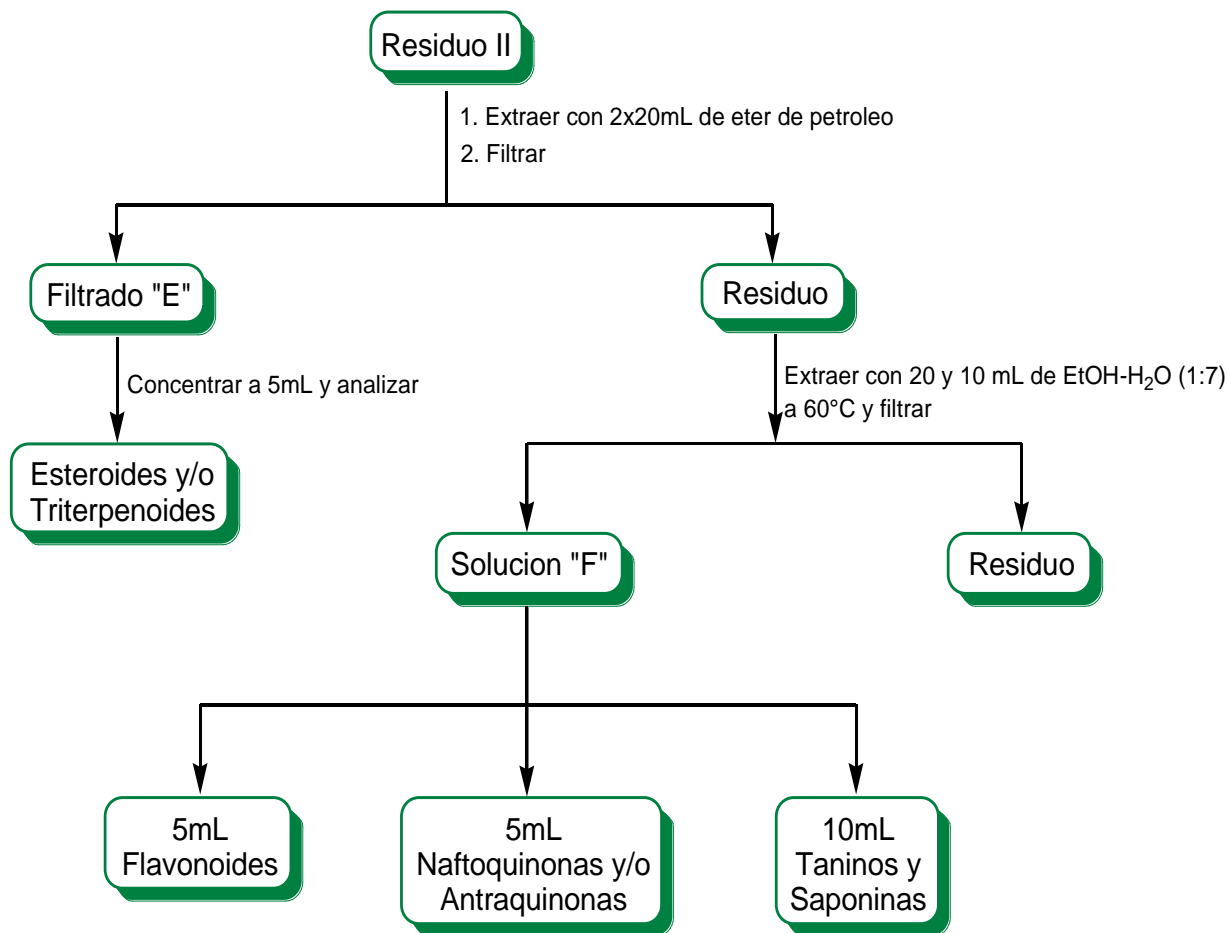 Residuo II
1. Extraer con 2x20mL de eter de petroleo
2. Filtrar
Filtrado "E"
Residuo
Concentrar a 5mL y analizar
Extraer con 20 y 10 mL de EtOH-H₂O (1:7)
a 60°C y filtrar
Esteroides y/o
Triterpenoides
Solucion "F"
Residuo
5mL
Flavonoides
5mL
Naftoquinonas y/o
Antraquinonas
10mL
Taninos y
Saponinas